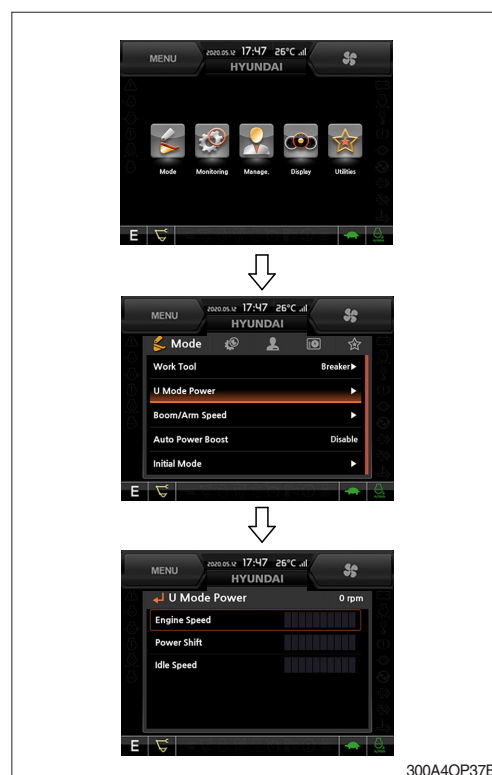 MENU 2020.05.12 17:47 26°C
HYUNDAI
Mode Monitoring Manage. Display Utilities
E
MENU 2020.05.12 17:47 26°C
HYUNDAI
Mode
Work Tool Breaker▶
U Mode Power ▶
Boom/Arm Speed ▶
Auto Power Boost Disable
Initial Mode ▶
E
MENU 2020.05.12 17:47 26°C
HYUNDAI
U Mode Power 0 rpm
Engine Speed
Power Shift
Idle Speed
E
300A4OP37E